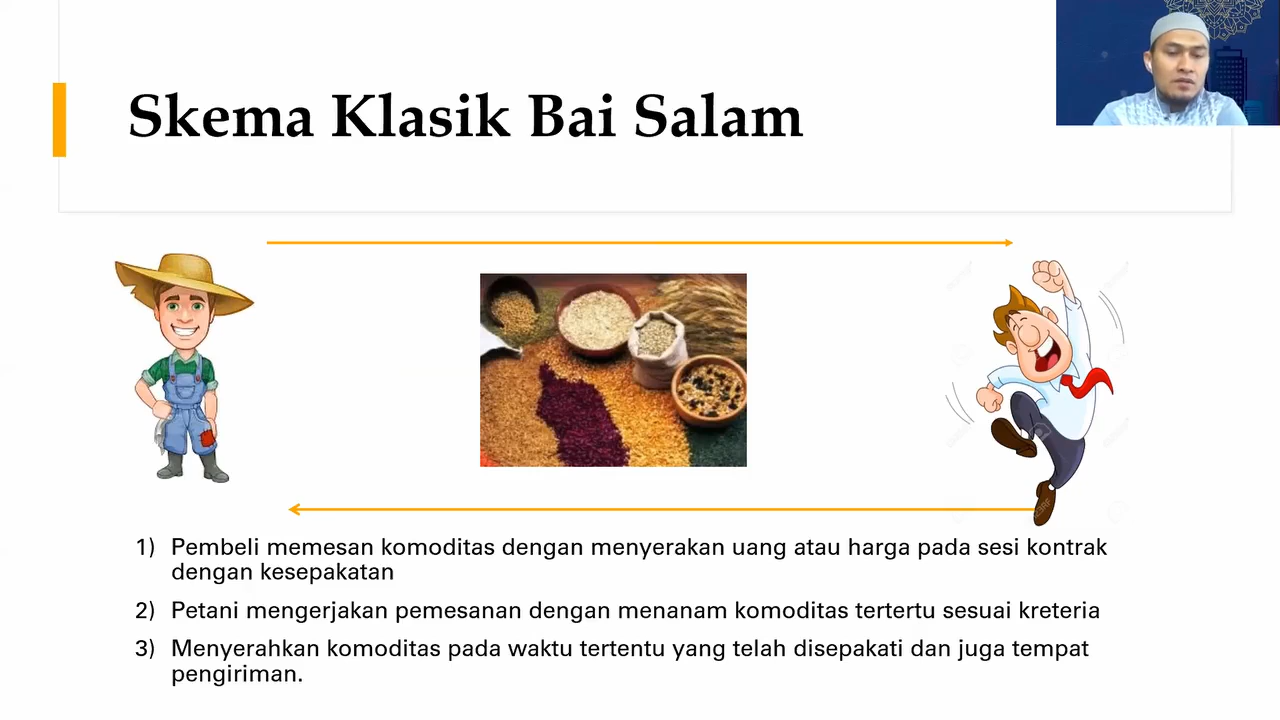 Skema Klasik Bai Salam
1) Pembeli memesan komoditas dengan menyerakan uang atau harga pada sesi kontrak
dengan kesepakatan
2) Petani mengerjakan pemesanan dengan menanam komoditas tertertu sesuai kreteria
3) Menyerahkan komoditas pada waktu tertentu yang telah disepakati dan juga tempat
pengiriman.